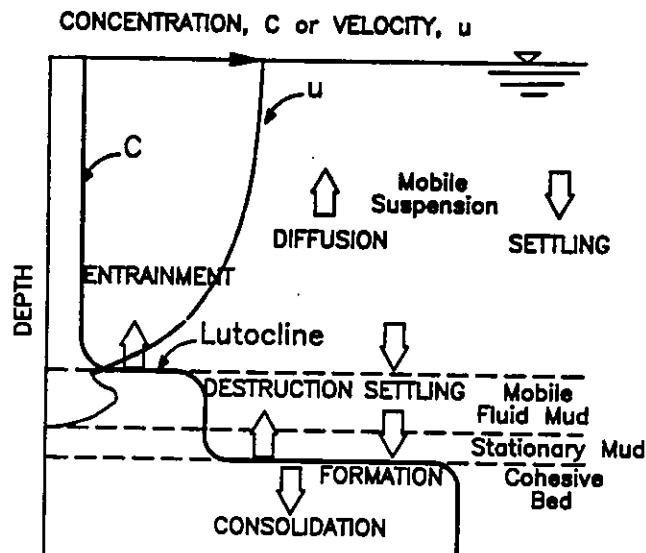 CONCENTRATION, C or VELOCITY, u
u
C
Mobile
Suspension
DIFFUSION
SETTLING
ENTRAINMENT
DEPTH
Lutocline
DESTRUCTION SETTLING
Mobile
Fluid Mud
Stationary Mud
FORMATION
Cohesive
Bed
CONSOLIDATION